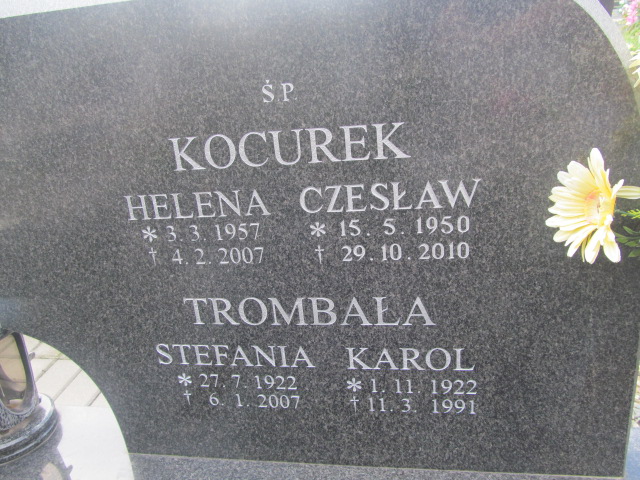 Ś.P.
KOCUREK
HELENA CZESŁAW
* 3. 3. 1957 * 15. 5. 1950
† 4. 2. 2007 † 29. 10. 2010
TROMBAŁA
STEFANIA KAROL
* 27. 7. 1922 * 1. 11. 1922
† 6. 1. 2007 † 11. 3. 1991